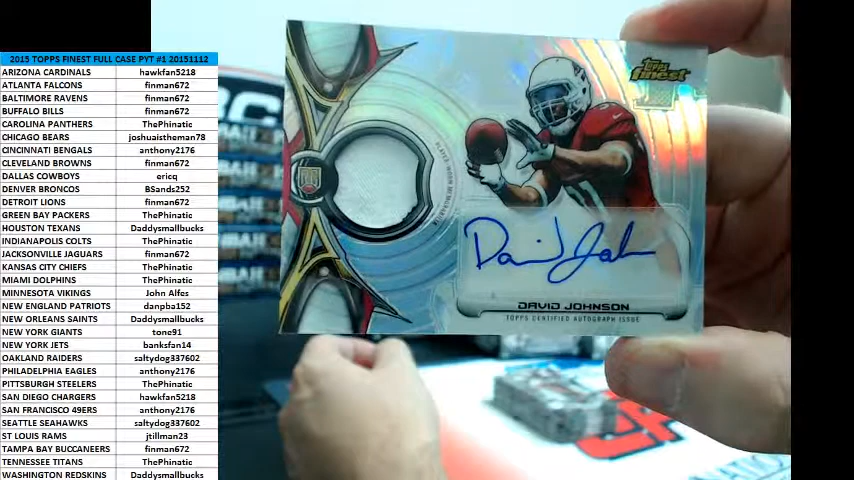 2015 TOPPS FINEST FULL CASE PYT #1 20151112
ARIZONA CARDINALS hawkfan5218
ATLANTA FALCONS finman672
BALTIMORE RAVENS finman672
BUFFALO BILLS finman672
CAROLINA PANTHERS ThePhinatic
CHICAGO BEARS joshuaistheman78
CINCINNATI BENGALS anthony2176
CLEVELAND BROWNS finman672
DALLAS COWBOYS ericq
DENVER BRONCOS BSands252
DETROIT LIONS finman672
GREEN BAY PACKERS ThePhinatic
HOUSTON TEXANS Daddysmallbucks
INDIANAPOLIS COLTS ThePhinatic
JACKSONVILLE JAGUARS finman672
KANSAS CITY CHIEFS ThePhinatic
MIAMI DOLPHINS ThePhinatic
MINNESOTA VIKINGS John Alfes
NEW ENGLAND PATRIOTS danpba152
NEW ORLEANS SAINTS Daddysmallbucks
NEW YORK GIANTS tone91
NEW YORK JETS banksfan14
OAKLAND RAIDERS saltydog337602
PHILADELPHIA EAGLES anthony2176
PITTSBURGH STEELERS ThePhinatic
SAN DIEGO CHARGERS hawkfan5218
SAN FRANCISCO 49ERS anthony2176
SEATTLE SEAHAWKS saltydog337602
ST LOUIS RAMS jtillman23
TAMPA BAY BUCCANEERS finman672
TENNESSEE TITANS ThePhinatic
WASHINGTON REDSKINS Daddysmallbucks
Topps
finest
David Johnson
DAVID JOHNSON
TOPPS CERTIFIED AUTOGRAPH ISSUE